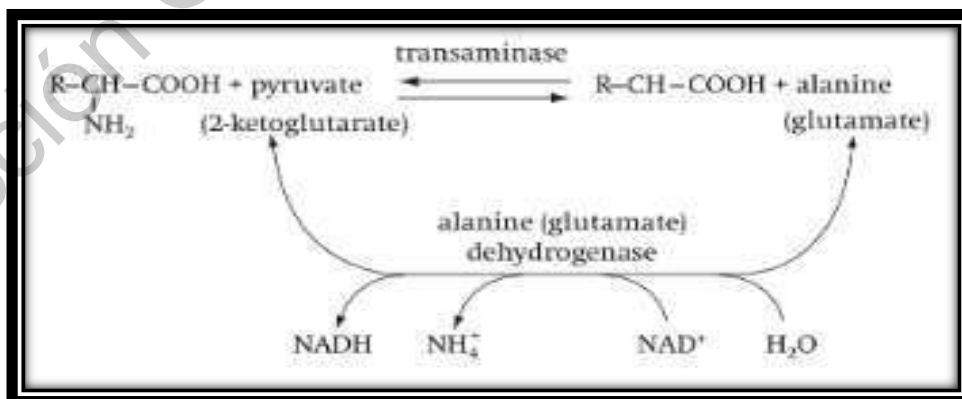 transaminase
R–CH–COOH + pyruvate R–CH–COOH + alanine
NH₂ (2-ketoglutarate) (glutamate)
alanine (glutamate)
dehydrogenase
NADH NH₄⁺ NAD⁺ H₂O